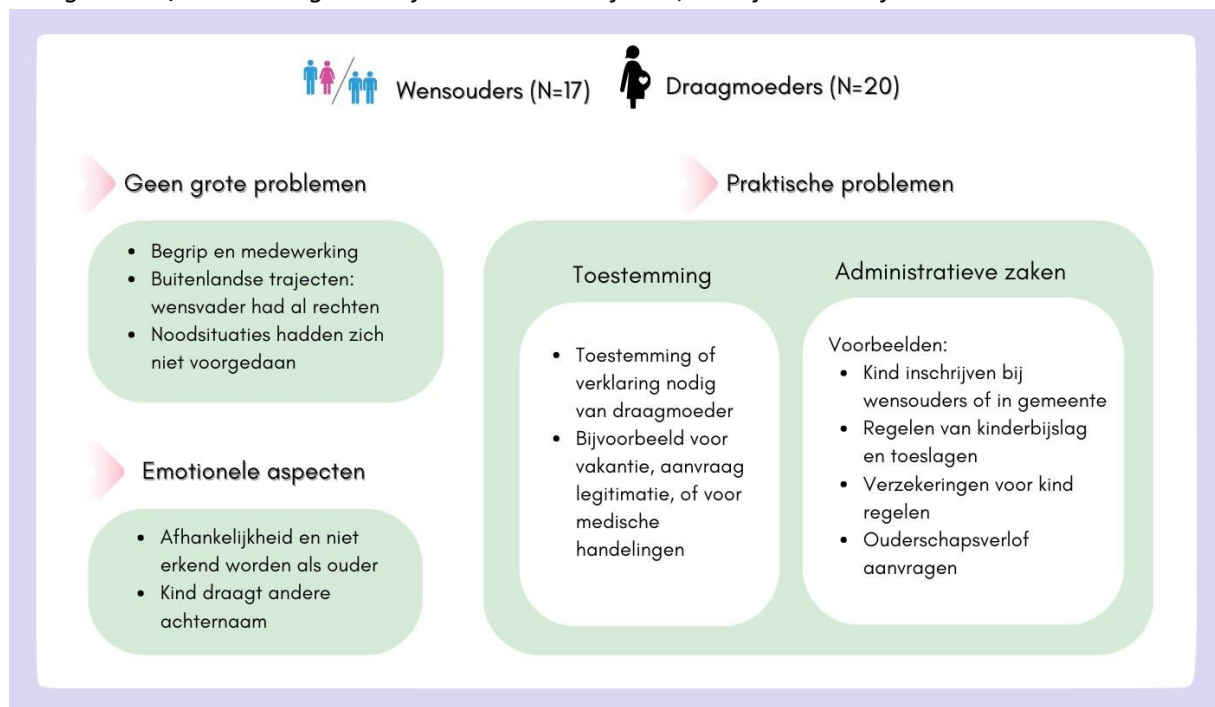 Wensouders (N=17)
Draagmoeders (N=20)
Geen grote problemen
• Begrip en medewerking
• Buitenlandse trajecten:
wensvader had al rechten
• Noodsituaties hadden zich
niet voorgedaan
Emotionele aspecten
• Afhankelijkheid en niet
erkend worden als ouder
• Kind draagt andere
achternaam
Praktische problemen
Toestemming
• Toestemming of
verklaring nodig
van draagmoeder
• Bijvoorbeeld voor
vakantie, aanvraag
legitimatie, of voor
medische
handelingen
Administratieve zaken
Voorbeelden:
• Kind inschrijven bij
wensouders of in gemeente
• Regelen van kinderbijslag
en toeslagen
• Verzekeringen voor kind
regelen
• Ouderschapsverlof
aanvragen